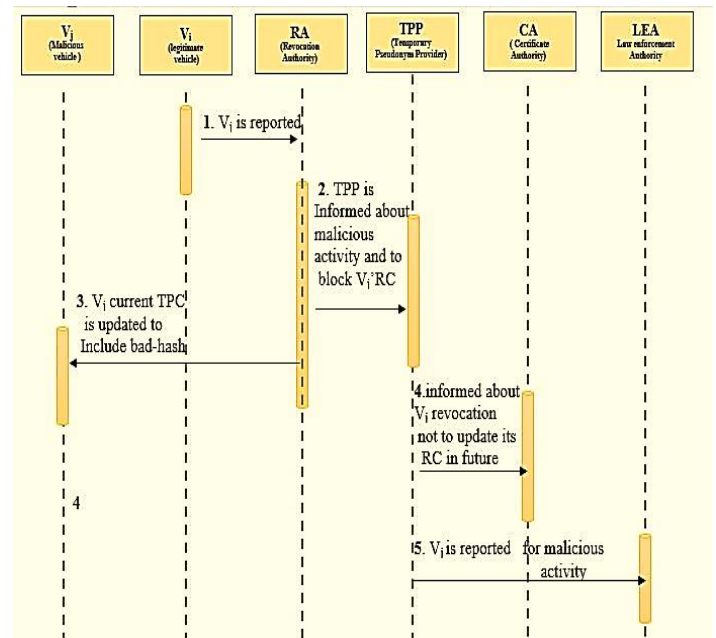 Vj
(Malicious
vehicle )
Vi
(legitimate
vehicle)
RA
(Revocation
Authority)
TPP
(Temporary
Pseudonym Provider)
CA
( Certificate
Authority)
LEA
Law enforcement
Authority
1. Vj is reported
2. TPP is
Informed about
malicious
activity and to
block Vj'RC
3. Vj current TPC
is updated to
Include bad-hash
4.informed about
Vj revocation
not to update its
RC in future
4
5. Vj is reported for malicious
activity